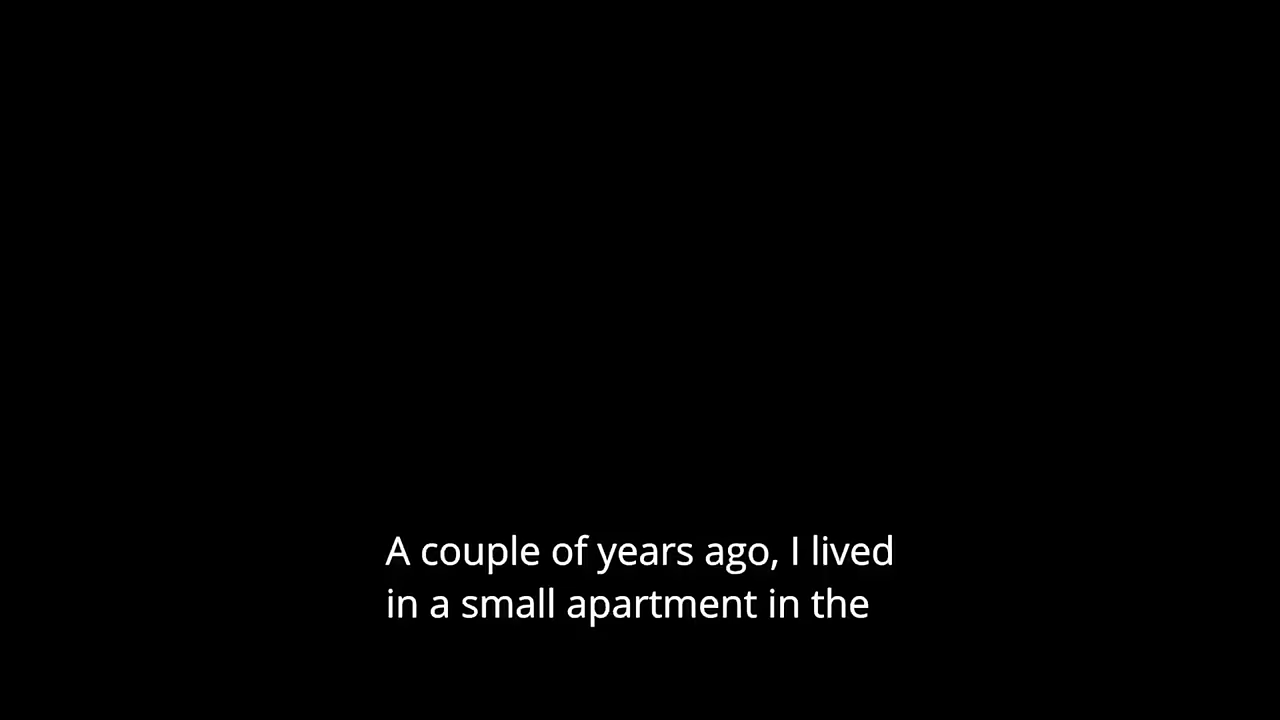 A couple of years ago, I lived
in a small apartment in the